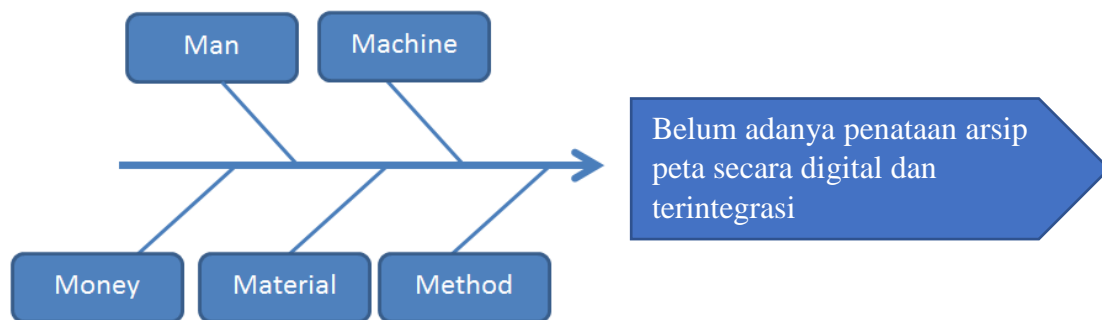 Man
Machine
Belum adanya penataan arsip
peta secara digital dan
terintegrasi
Money
Material
Method